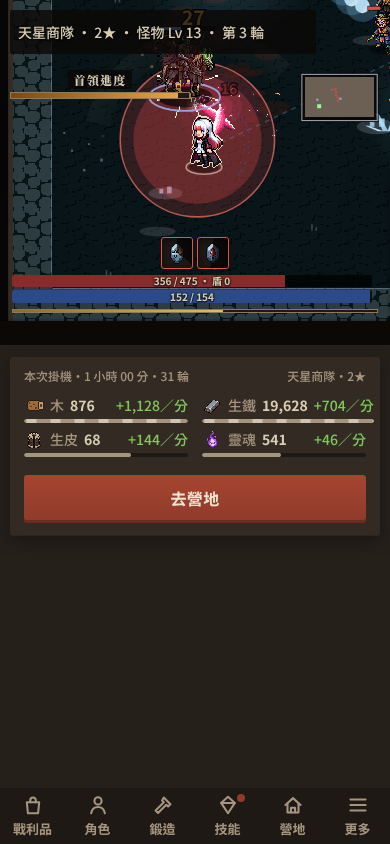 27
天星商隊 • 2★ • 怪物 Lv 13 • 第 3 輪
首領進度
16
356 / 475 • 盾 0
152 / 154
本次掛機 • 1 小時 00 分 • 31 輪
天星商隊 • 2★
木 876 +1,128／分
生鐵 19,628 +704／分
生皮 68 +144／分
靈魂 541 +46／分
去營地
戰利品
角色
鍛造
技能
營地
更多